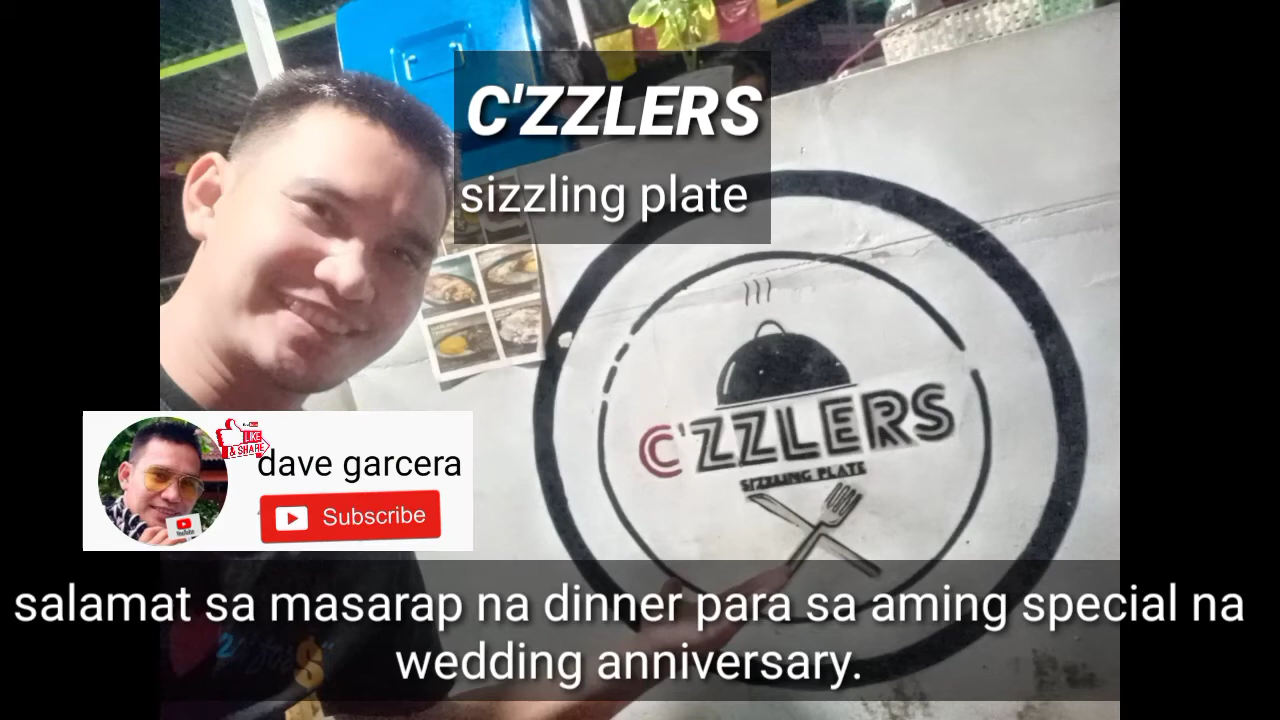 C'ZZLERS
sizzling plate
C'ZZLERS
SIZZLING PLATE
LIKE
& SHARE
dave garcera
YouTube
Subscribe
salamat sa masarap na dinner para sa aming special na
wedding anniversary.